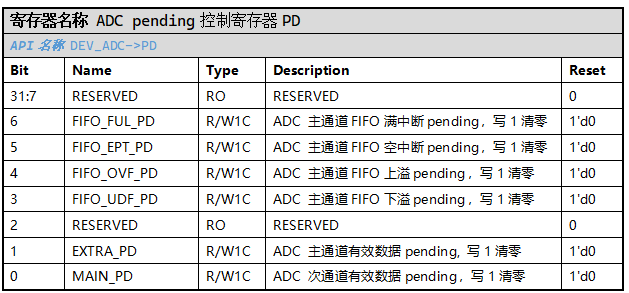 寄存器名称 ADC pending 控制寄存器 PD
API 名称 DEV_ADC->PD
Bit Name Type Description Reset
31:7 RESERVED RO RESERVED 0
6 FIFO_FUL_PD R/W1C ADC 主通道 FIFO 满中断 pending，写 1 清零 1'd0
5 FIFO_EPT_PD R/W1C ADC 主通道 FIFO 空中断 pending，写 1 清零 1'd0
4 FIFO_OVF_PD R/W1C ADC 主通道 FIFO 上溢 pending，写 1 清零 1'd0
3 FIFO_UDF_PD R/W1C ADC 主通道 FIFO 下溢 pending，写 1 清零 1'd0
2 RESERVED RO RESERVED 0
1 EXTRA_PD R/W1C ADC 主通道有效数据 pending, 写 1 清零 1'd0
0 MAIN_PD R/W1C ADC 次通道有效数据 pending，写 1 清零 1'd0